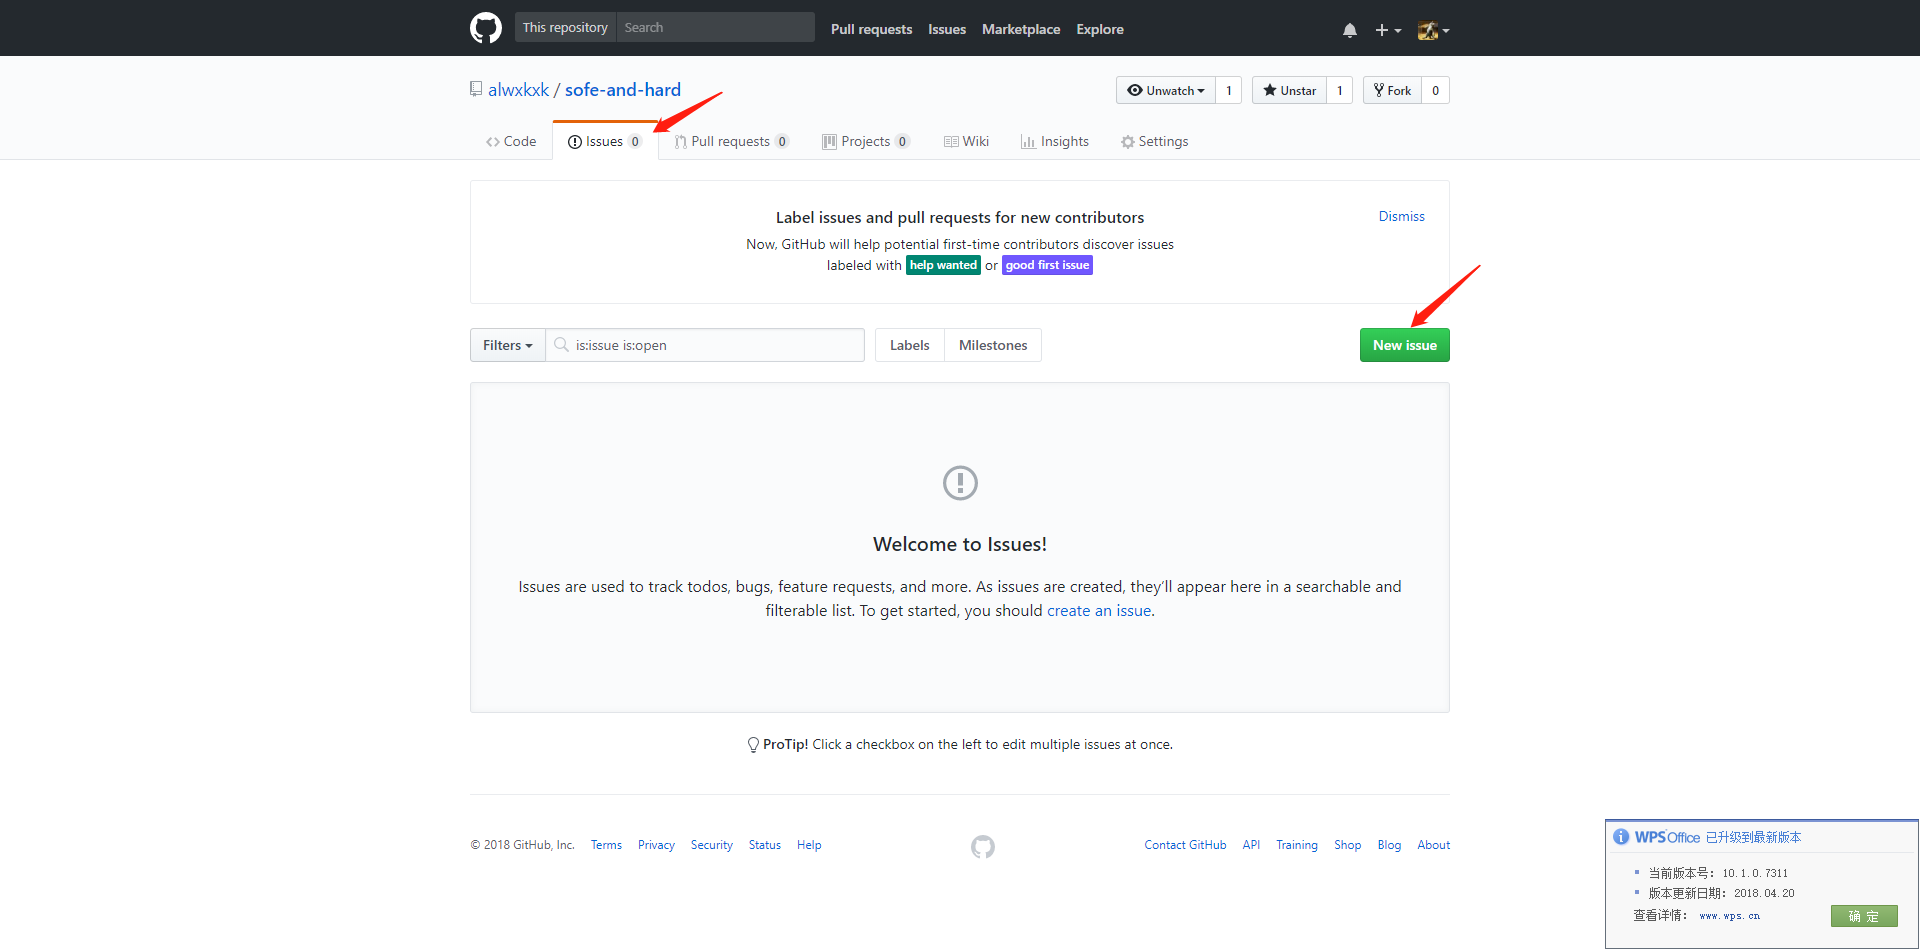 This repository Search Pull requests Issues Marketplace Explore
alwxkxk / sofe-and-hard Unwatch 1 Unstar 1 Fork 0
Code Issues 0 Pull requests 0 Projects 0 Wiki Insights Settings
Label issues and pull requests for new contributors Dismiss
Now, GitHub will help potential first-time contributors discover issues
labeled with help wanted or good first issue
Filters is:issue is:open Labels Milestones New issue
Welcome to Issues!
Issues are used to track todos, bugs, feature requests, and more. As issues are created, they’ll appear here in a searchable and
filterable list. To get started, you should create an issue.
ProTip! Click a checkbox on the left to edit multiple issues at once.
© 2018 GitHub, Inc. Terms Privacy Security Status Help Contact GitHub API Training Shop Blog About
WPS Office 已升级到最新版本
当前版本号: 10.1.0.7311
版本更新日期: 2018.04.20
查看详情: www.wps.cn 确 定